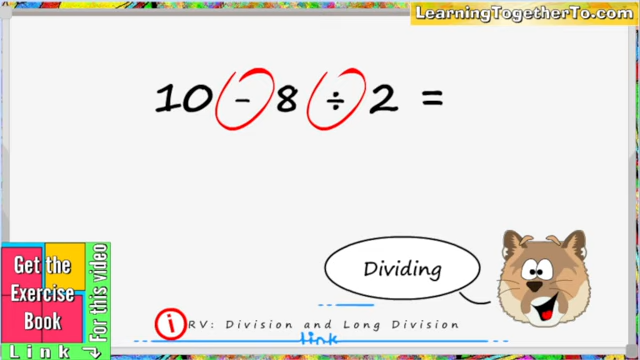 LearningTogetherTo.com
10 - 8 ÷ 2 =
Dividing
Get the
Exercise
Book
Link
For this video
i RV: Division and Long Division
link